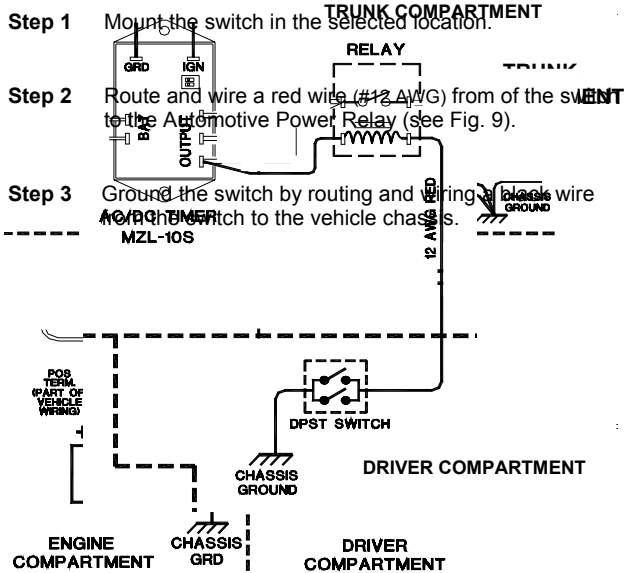 TRUNK COMPARTMENT
Step 1 Mount the switch in the selected location.
RELAY
GRD IGN
TRUNK
Step 2 Route and wire a red wire (#12 AWG) from of the switch
MENT
to the Automotive Power Relay (see Fig. 9).
BAT
OUTPUT
Step 3 Ground the switch by routing and wiring a black wire
from the switch to the vehicle chassis.
CHASSIS
GROUND
AC/DC TIMER
MZL-10S
12 AWG RED
POS
TERM.
(PART OF
VEHICLE
WIRING)
DPST SWITCH
CHASSIS
GROUND
DRIVER COMPARTMENT
ENGINE
COMPARTMENT
CHASSIS
GRD
DRIVER
COMPARTMENT